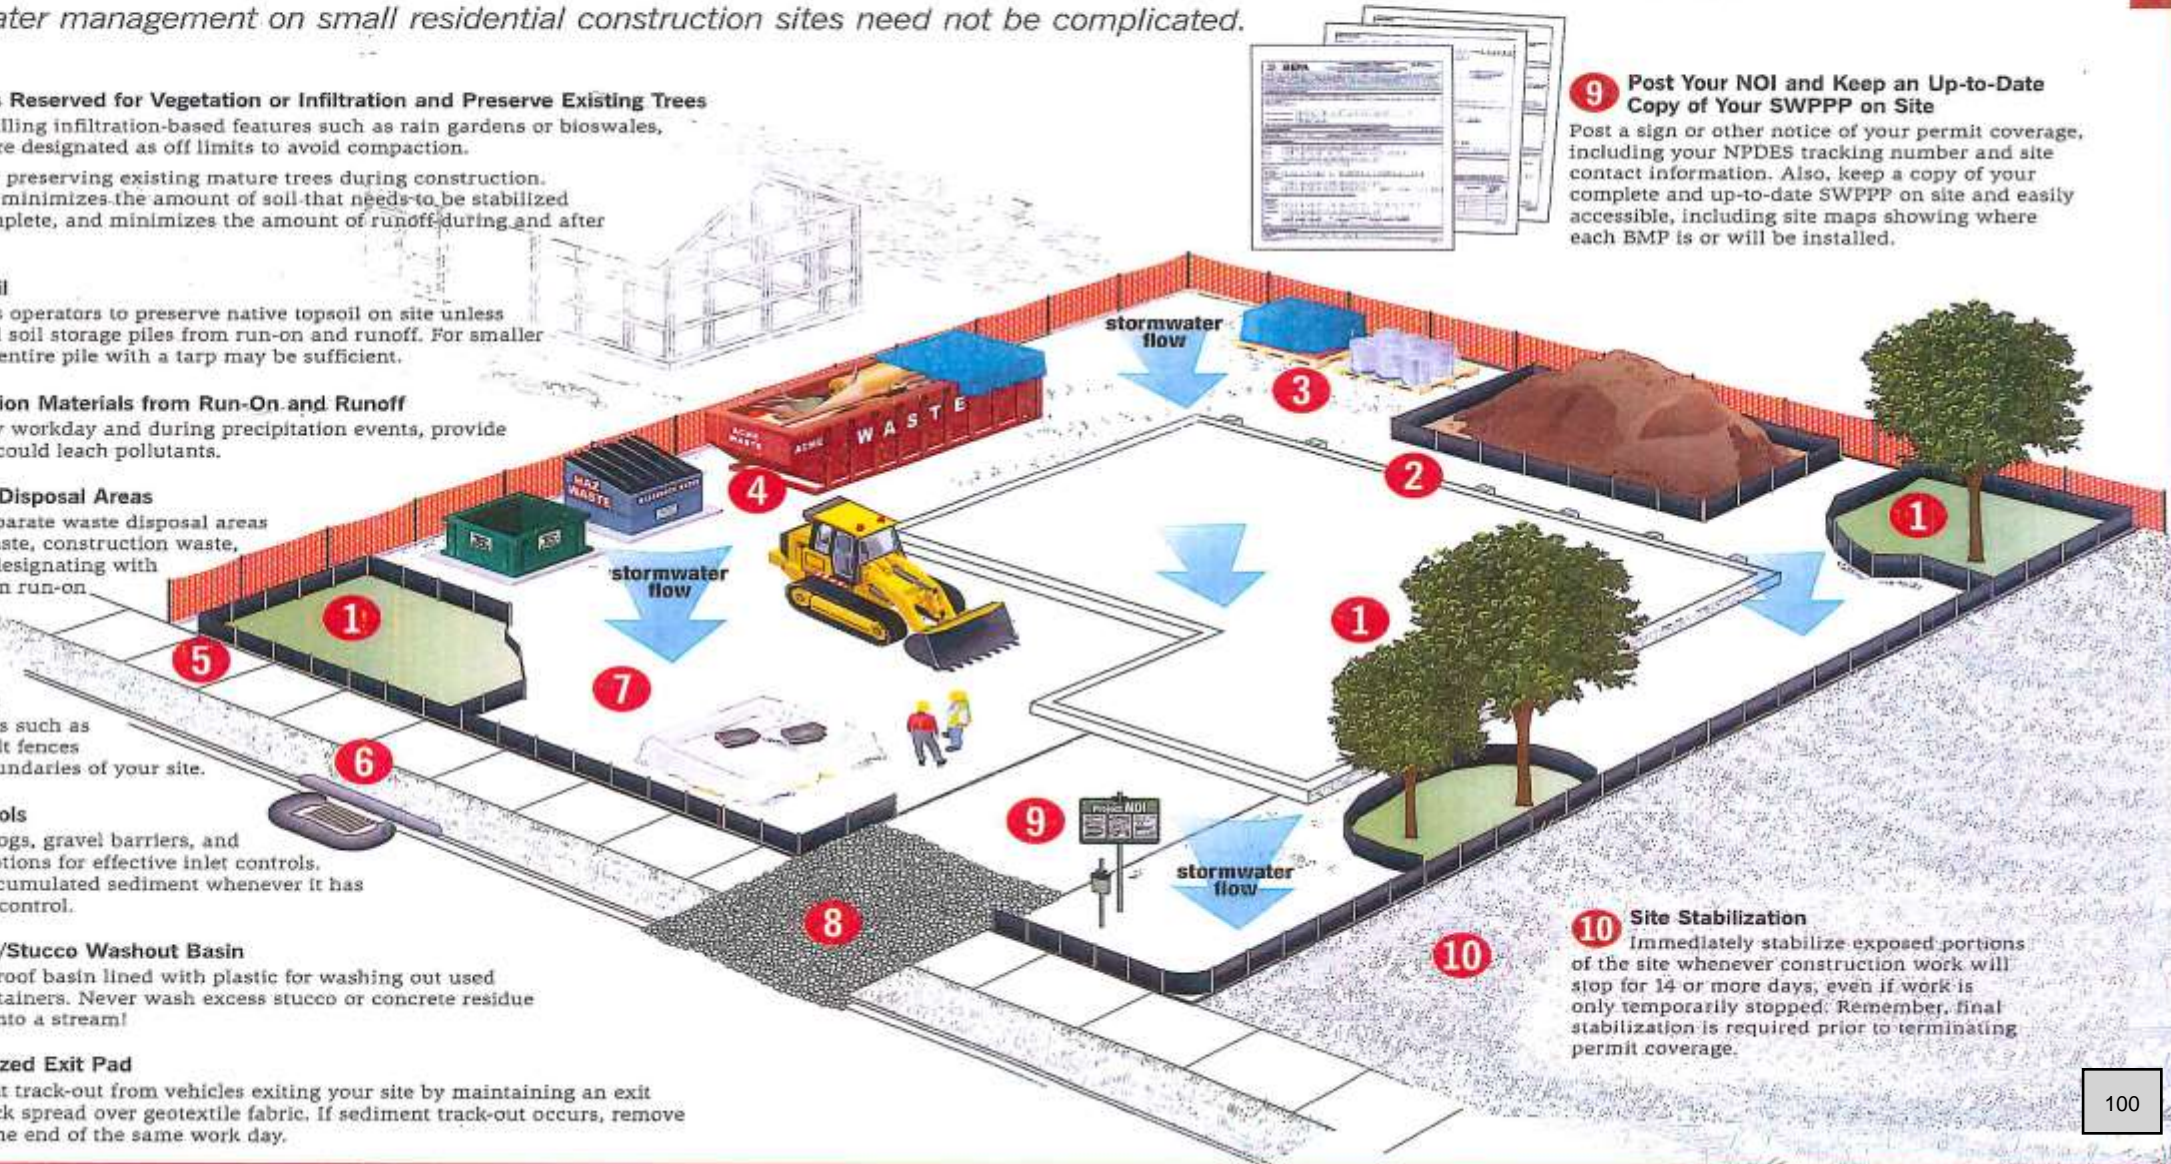 ater management on small residential construction sites need not be complicated.
Reserved for Vegetation or Infiltration and Preserve Existing Trees
lling infiltration-based features such as rain gardens or bioswales,
re designated as off limits to avoid compaction.
preserving existing mature trees during construction.
minimizes the amount of soil that needs to be stabilized
mplete, and minimizes the amount of runoff during and after
il
s operators to preserve native topsoil on site unless
soil storage piles from run-on and runoff. For smaller
entire pile with a tarp may be sufficient.
ion Materials from Run-On and Runoff
y workday and during precipitation events, provide
could leach pollutants.
Disposal Areas
parate waste disposal areas
ste, construction waste,
designating with
n run-on
s such as
lt fences
undaries of your site.
ols
ogs, gravel barriers, and
tions for effective inlet controls.
cumulated sediment whenever it has
control.
/Stucco Washout Basin
roof basin lined with plastic for washing out used
tainers. Never wash excess stucco or concrete residue
nto a stream!
zed Exit Pad
t track-out from vehicles exiting your site by maintaining an exit
ck spread over geotextile fabric. If sediment track-out occurs, remove
he end of the same work day.
9 Post Your NOI and Keep an Up-to-Date
Copy of Your SWPPP on Site
Post a sign or other notice of your permit coverage,
including your NPDES tracking number and site
contact information. Also, keep a copy of your
complete and up-to-date SWPPP on site and easily
accessible, including site maps showing where
each BMP is or will be installed.
stormwater
flow
3
ACME
WASTE
ACME
WASTE
HAZ
WASTE
4
2
1
stormwater
flow
1
1
5
7
6
9
Project NOI
stormwater
flow
8
10
10 Site Stabilization
Immediately stabilize exposed portions
of the site whenever construction work will
stop for 14 or more days, even if work is
only temporarily stopped. Remember, final
stabilization is required prior to terminating
permit coverage.
100